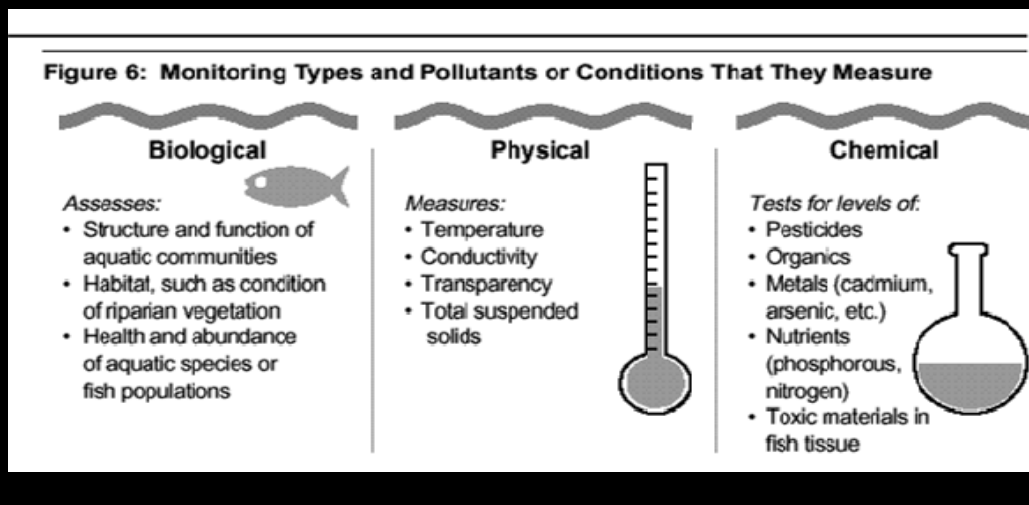 Figure 6: Monitoring Types and Pollutants or Conditions That They Measure
Biological
Assesses:
• Structure and function of
aquatic communities
• Habitat, such as condition
of riparian vegetation
• Health and abundance
of aquatic species or
fish populations
Physical
Measures:
• Temperature
• Conductivity
• Transparency
• Total suspended
solids
Chemical
Tests for levels of:
• Pesticides
• Organics
• Metals (cadmium,
arsenic, etc.)
• Nutrients
(phosphorous,
nitrogen)
• Toxic materials in
fish tissue